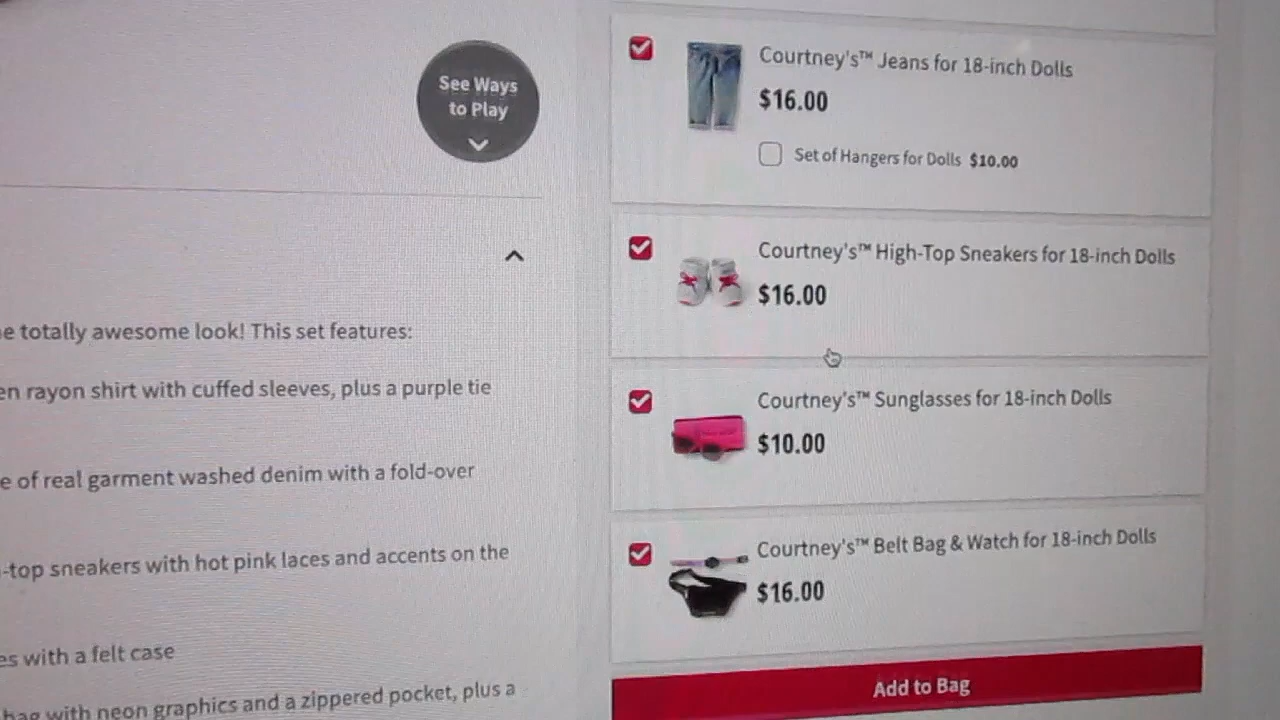 See Ways
to Play
e totally awesome look! This set features:
en rayon shirt with cuffed sleeves, plus a purple tie
e of real garment washed denim with a fold-over
-top sneakers with hot pink laces and accents on the
es with a felt case
bag with neon graphics and a zippered pocket, plus a
Courtney's™ Jeans for 18-inch Dolls
$16.00
Set of Hangers for Dolls $10.00
Courtney's™ High-Top Sneakers for 18-inch Dolls
$16.00
Courtney's™ Sunglasses for 18-inch Dolls
$10.00
Courtney's™ Belt Bag & Watch for 18-inch Dolls
$16.00
Add to Bag